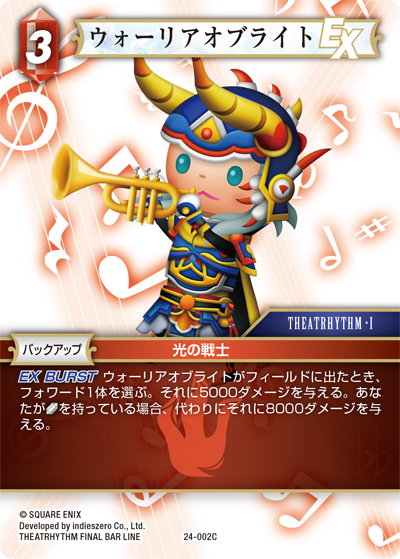 3
ウォーリアオブライト
EX
THEATRHYTHM・I
バックアップ
光の戦士
EX BURST ウォーリアオブライトがフィールドに出たとき、
フォワード1体を選ぶ。それに5000ダメージを与える。あな
たが を持っている場合、代わりにそれに8000ダメージを与
える。
© SQUARE ENIX
Developed by indieszero Co., Ltd.
THEATRHYTHM FINAL BAR LINE
24-002C